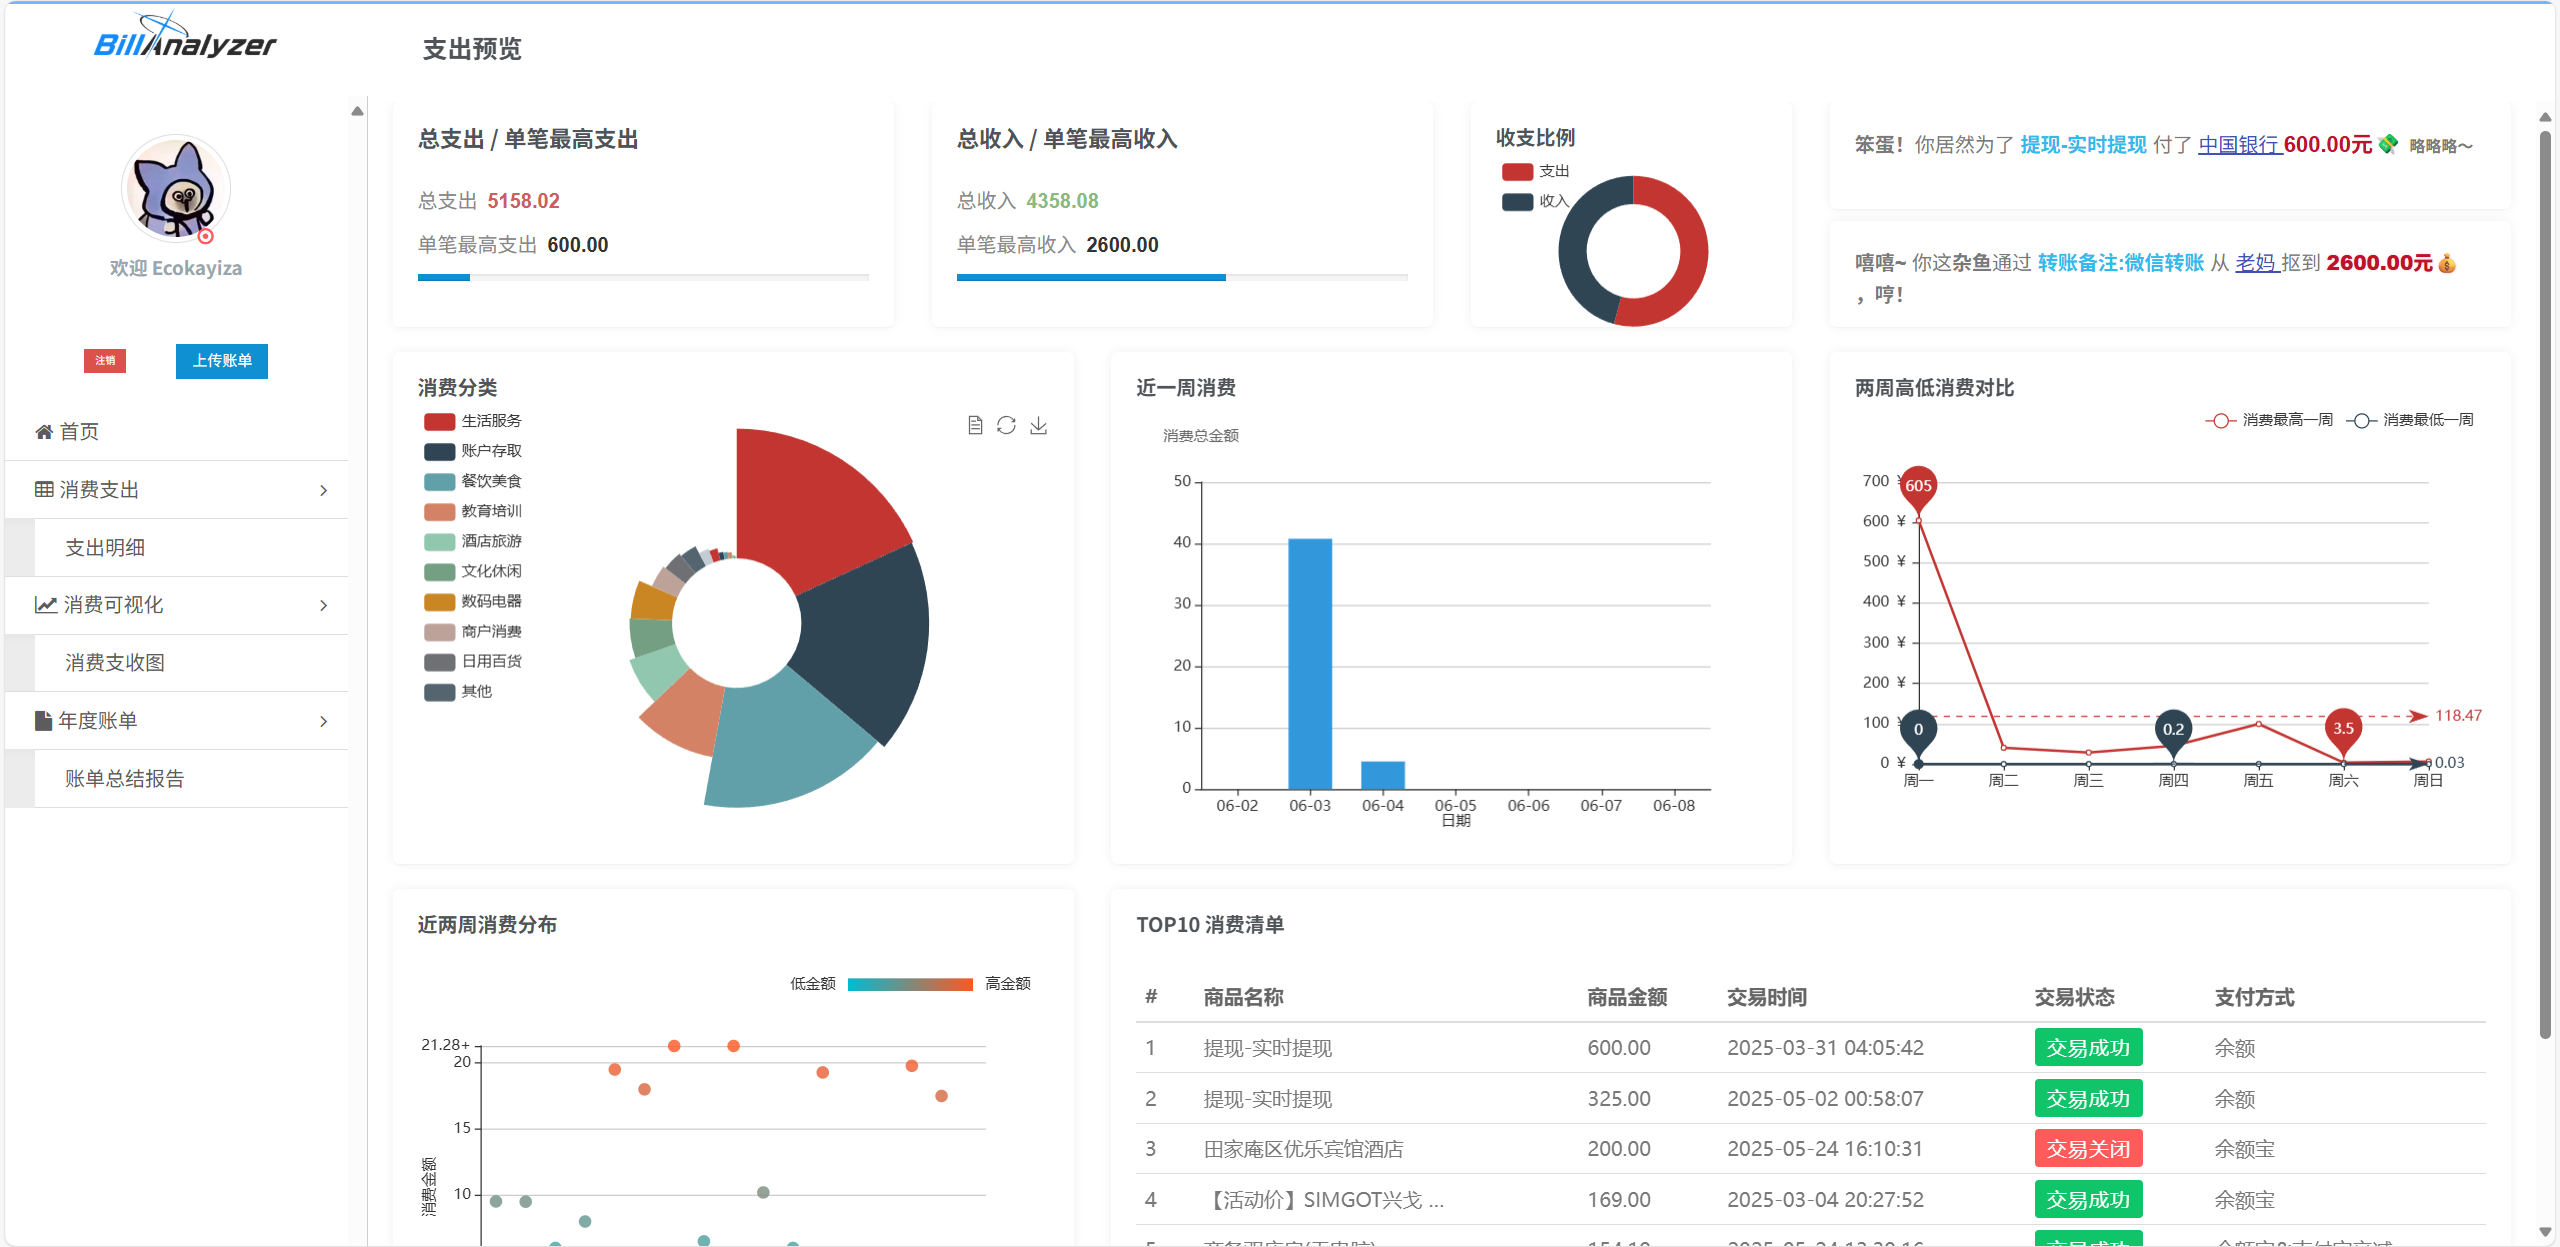 BillAnalyzer
支出预览
欢迎 Ecokayiza
注销
上传账单
首页
消费支出
支出明细
消费可视化
消费支收图
年度账单
账单总结报告
总支出 / 单笔最高支出
总支出 5158.02
单笔最高支出 600.00
总收入 / 单笔最高收入
总收入 4358.08
单笔最高收入 2600.00
收支比例
支出
收入
笨蛋！你居然为了 提现-实时提现 付了 中国银行 600.00元💸 略略略～
嘻嘻~ 你这杂鱼通过 转账备注:微信转账 从 老妈 抠到 2600.00元💰
，哼！
消费分类
生活服务
账户存取
餐饮美食
教育培训
酒店旅游
文化休闲
数码电器
商户消费
日用百货
其他
近一周消费
消费总金额
50
40
30
20
10
0
06-02 06-03 06-04 06-05 06-06 06-07 06-08
日期
两周高低消费对比
消费最高一周 消费最低一周
700 ¥
600 ¥
500 ¥
400 ¥
300 ¥
200 ¥
100 ¥
0 ¥
605
0
0.2
3.5
118.47
0.03
周一 周二 周三 周四 周五 周六 周日
近两周消费分布
低金额 高金额
21.28+
20
15
10
消费金额
TOP10 消费清单
# 商品名称 商品金额 交易时间 交易状态 支付方式
1 提现-实时提现 600.00 2025-03-31 04:05:42 交易成功 余额
2 提现-实时提现 325.00 2025-05-02 00:58:07 交易成功 余额
3 田家庵区优乐宾馆酒店 200.00 2025-05-24 16:10:31 交易关闭 余额宝
4 【活动价】SIMGOT兴戈 ... 169.00 2025-03-04 20:27:52 交易成功 余额宝